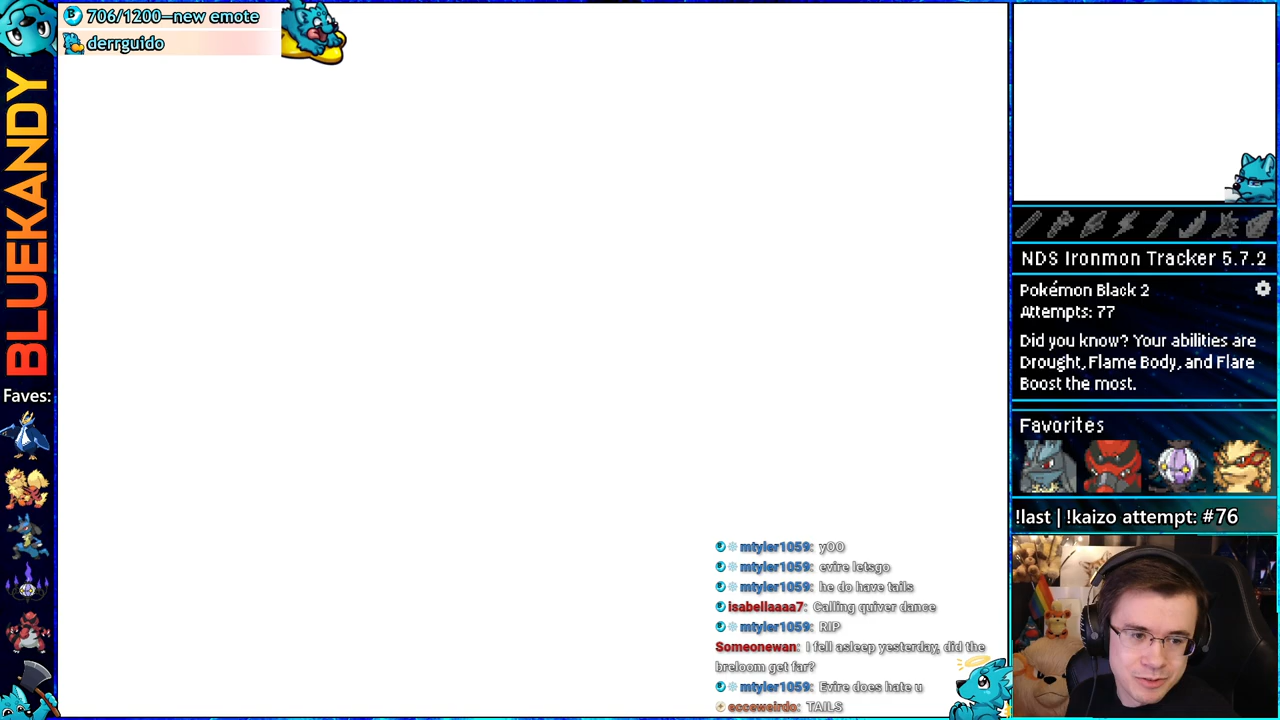 706/1200—new emote
derrguido
BLUEKANDY
Faves:
NDS Ironmon Tracker 5.7.2
Pokémon Black 2
Attempts: 77
Did you know? Your abilities are
Drought, Flame Body, and Flare
Boost the most.
Favorites
!last | !kaizo attempt: #76
mtyler1059: yOO
mtyler1059: evire letsgo
mtyler1059: he do have tails
isabellaaaa7: Calling quiver dance
mtyler1059: RIP
Someonewan: I fell asleep yesterday, did the
breloom get far?
mtyler1059: Evire does hate u
ecceweirdo: TAILS